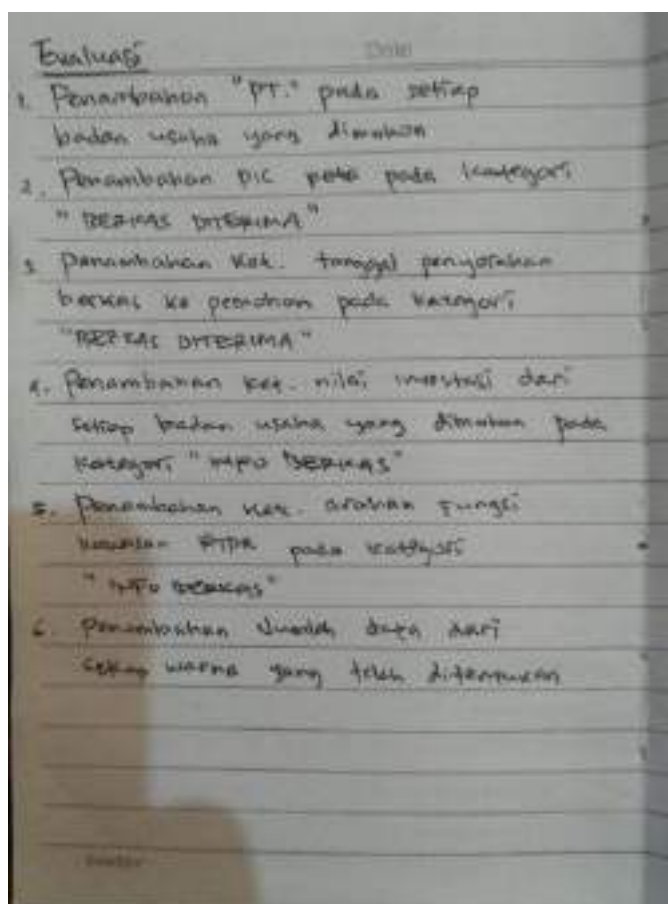 Evaluasi
Date
1. Penambahan "PT." pada setiap
badan usaha yang dimohon
2. Penambahan PIC pada kategori
"BERKAS DITERIMA"
3. Penambahan Ket. tanggal penyerahan
berkas ke pemohon pada kategori
"BERKAS DITERIMA"
4. Penambahan ket. nilai investasi dari
setiap badan usaha yang dimohon pada
kategori "INFO BERKAS"
5. Penambahan ket. arahan fungsi
kawasan pada kategori
"INFO BERKAS"
6. Penambahan Jumlah data dari
setiap warna yang telah ditentukan